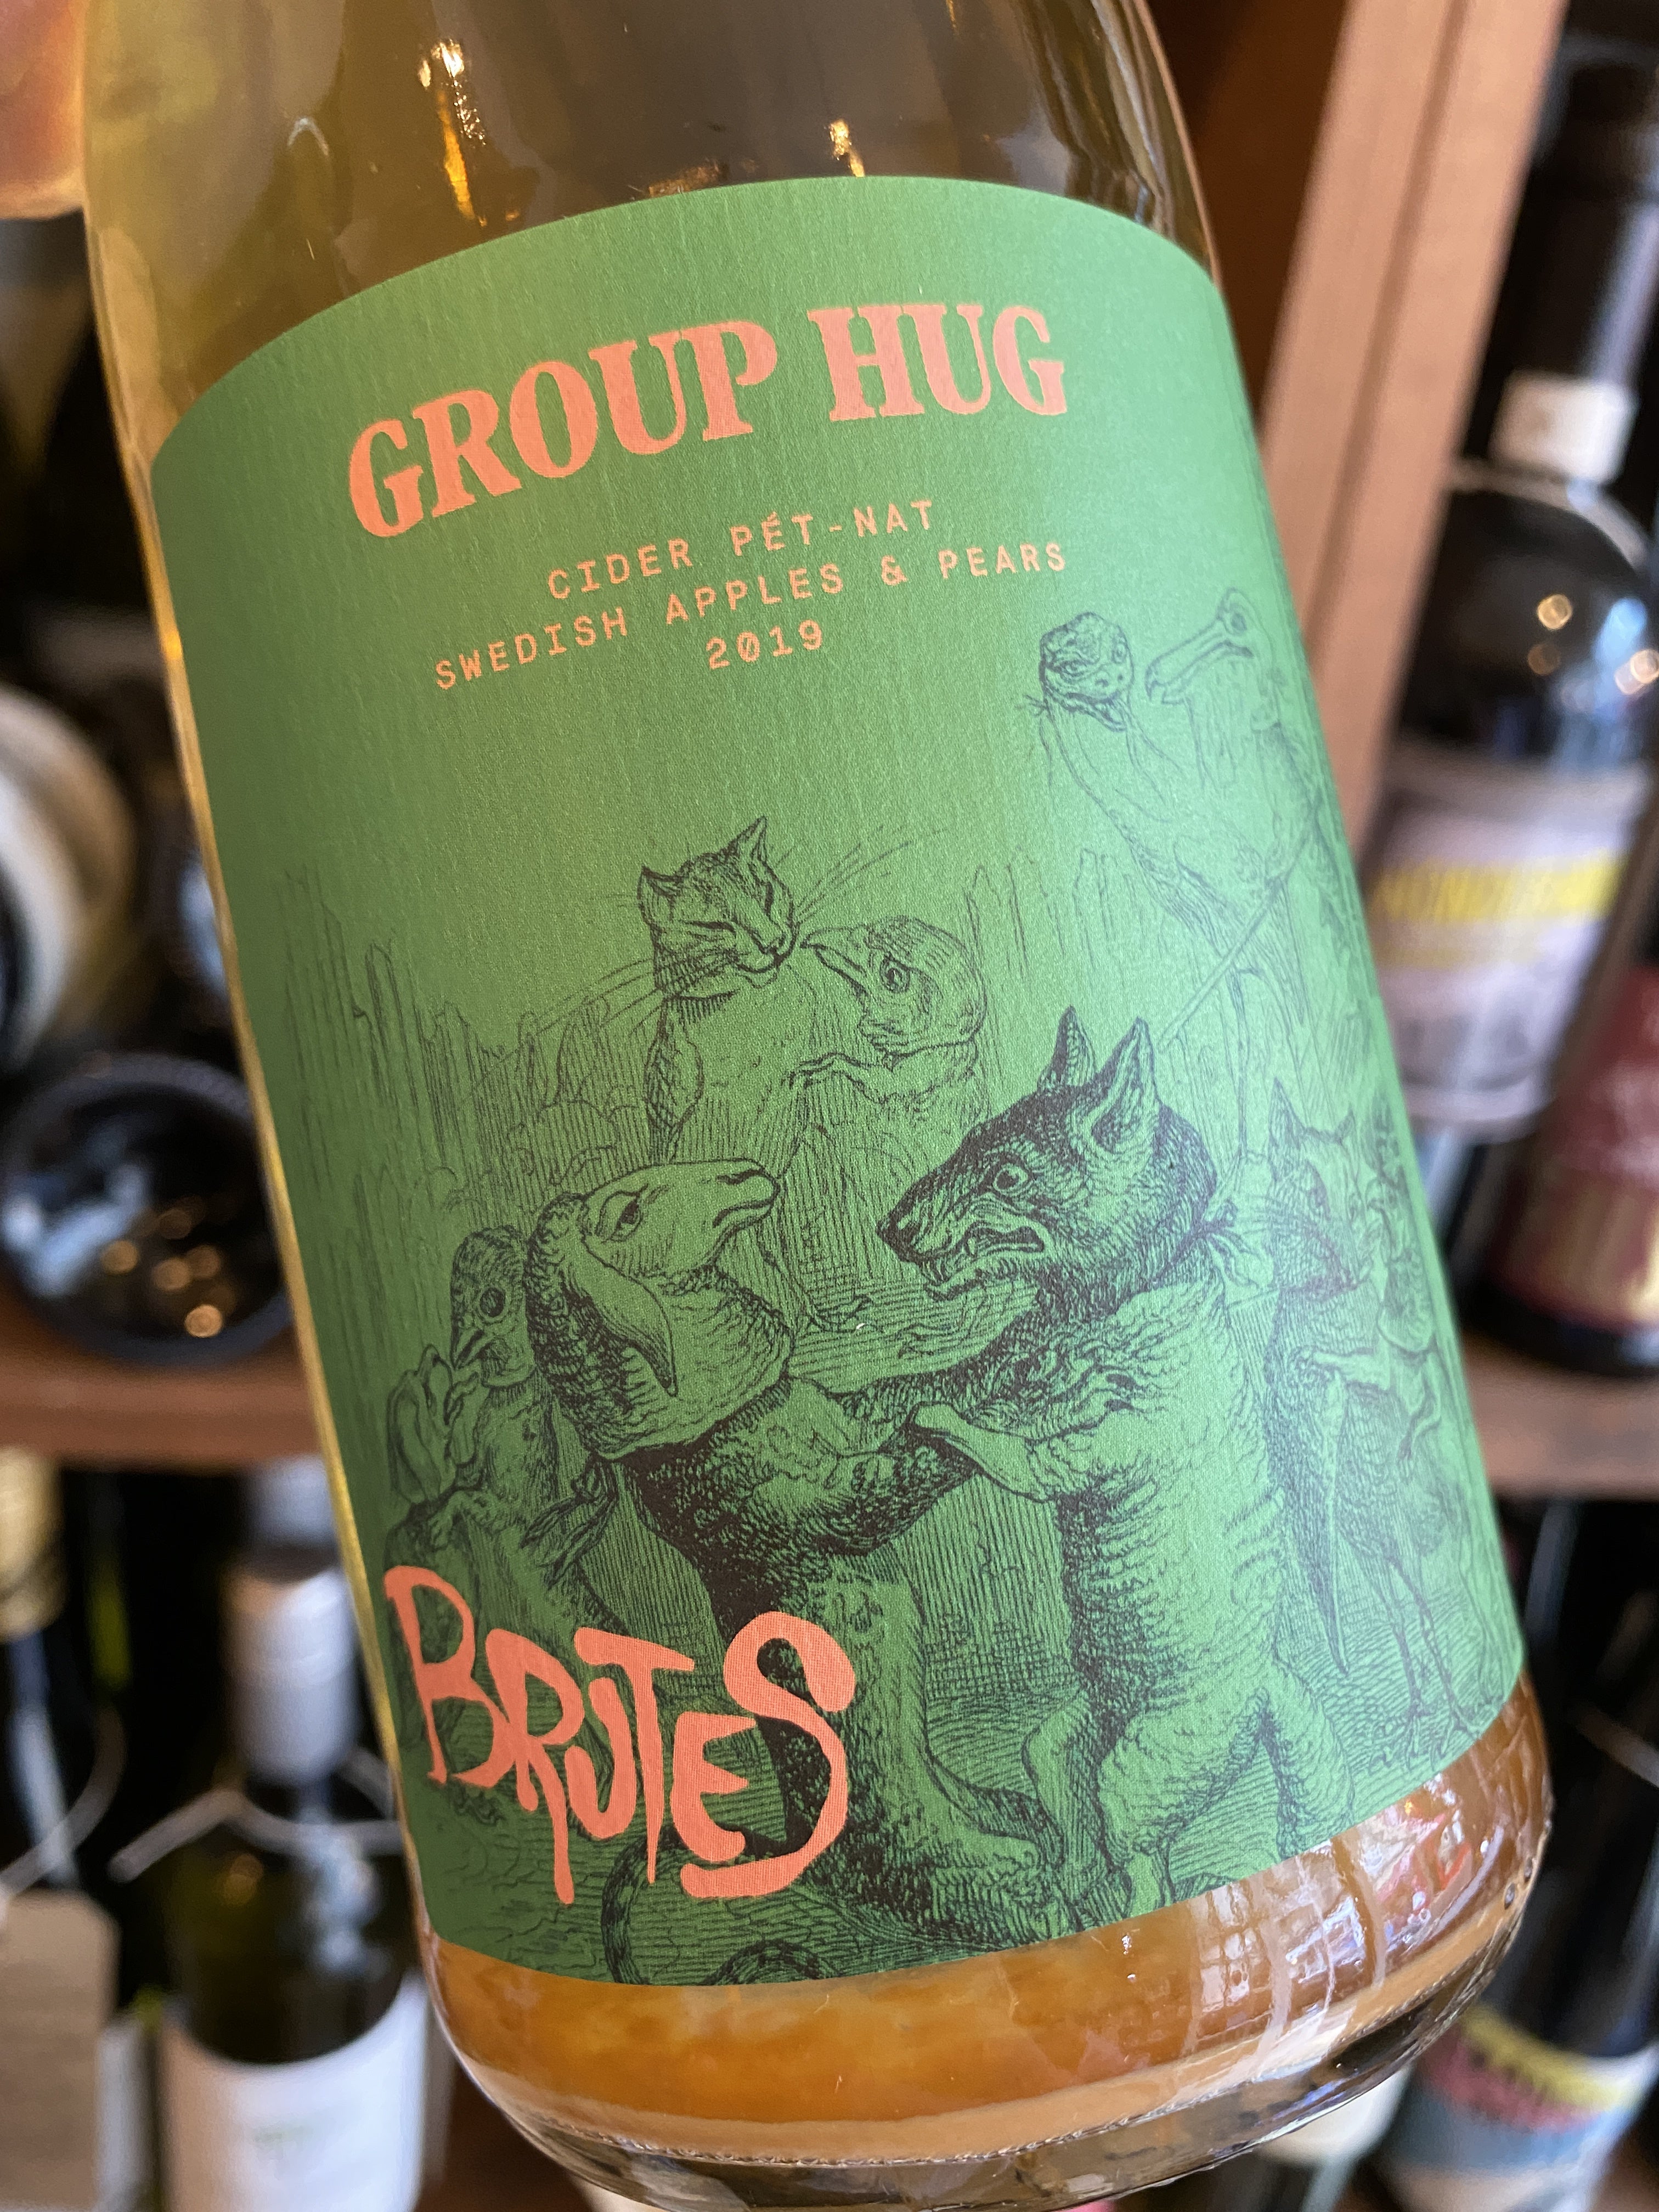 GROUP HUG
CIDER PÉT-NAT
SWEDISH APPLES & PEARS
2019
BRUTES